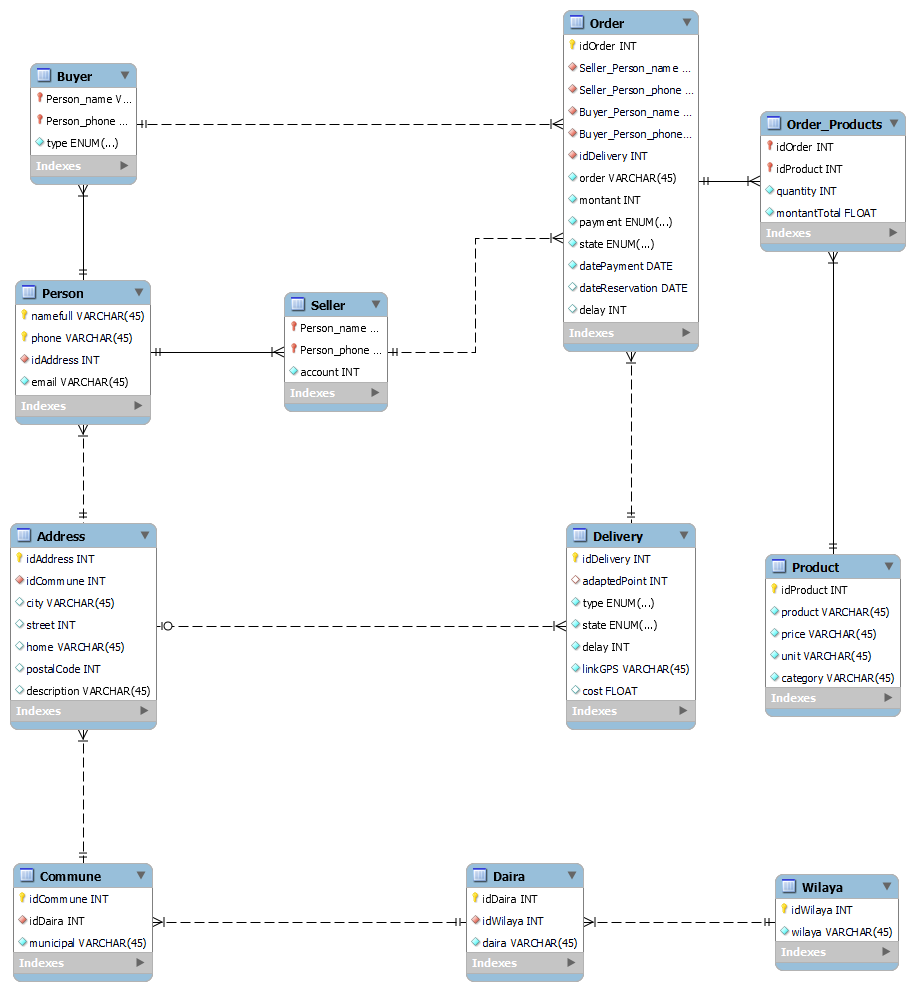 Buyer
Person_name V...
Person_phone ...
type ENUM(...)
Indexes
Order
idOrder INT
Seller_Person_name ...
Seller_Person_phone ...
Buyer_Person_name ...
Buyer_Person_phone...
idDelivery INT
order VARCHAR(45)
montant INT
payment ENUM(...)
state ENUM(...)
datePayment DATE
dateReservation DATE
delay INT
Indexes
Order_Products
idOrder INT
idProduct INT
quantity INT
montantTotal FLOAT
Indexes
Person
namefull VARCHAR(45)
phone VARCHAR(45)
idAddress INT
email VARCHAR(45)
Indexes
Seller
Person_name ...
Person_phone ...
account INT
Indexes
Address
idAddress INT
idCommune INT
city VARCHAR(45)
street INT
home VARCHAR(45)
postalCode INT
description VARCHAR(45)
Indexes
Delivery
idDelivery INT
adaptedPoint INT
type ENUM(...)
state ENUM(...)
delay INT
linkGPS VARCHAR(45)
cost FLOAT
Indexes
Product
idProduct INT
product VARCHAR(45)
price VARCHAR(45)
unit VARCHAR(45)
category VARCHAR(45)
Indexes
Commune
idCommune INT
idDaira INT
municipal VARCHAR(45)
Indexes
Daira
idDaira INT
idWilaya INT
daira VARCHAR(45)
Indexes
Wilaya
idWilaya INT
wilaya VARCHAR(45)
Indexes